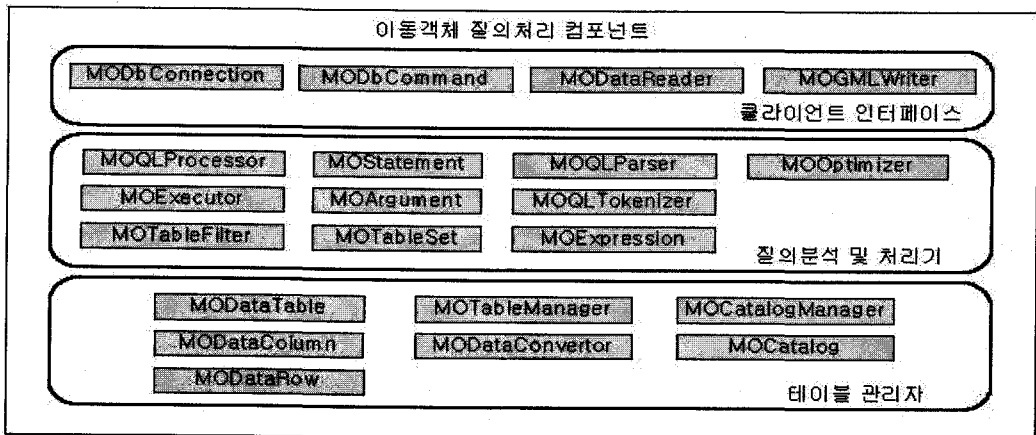 이동객체 질의처리 컴포넌트
MODbConnection MODbCommand MODataReader MOGMLWriter
클라이언트 인터페이스
MOQLProcessor MOStatement MOQLParser MOOptimizer
MOExecutor MOArgument MOQLTokenizer
MOTableFilter MOTableSet MOExpression
질의분석 및 처리기
MODataTable MOTableManager MOCatalogManager
MODataColumn MODataConvertor MOCatalog
MODataRow
테이블 관리자